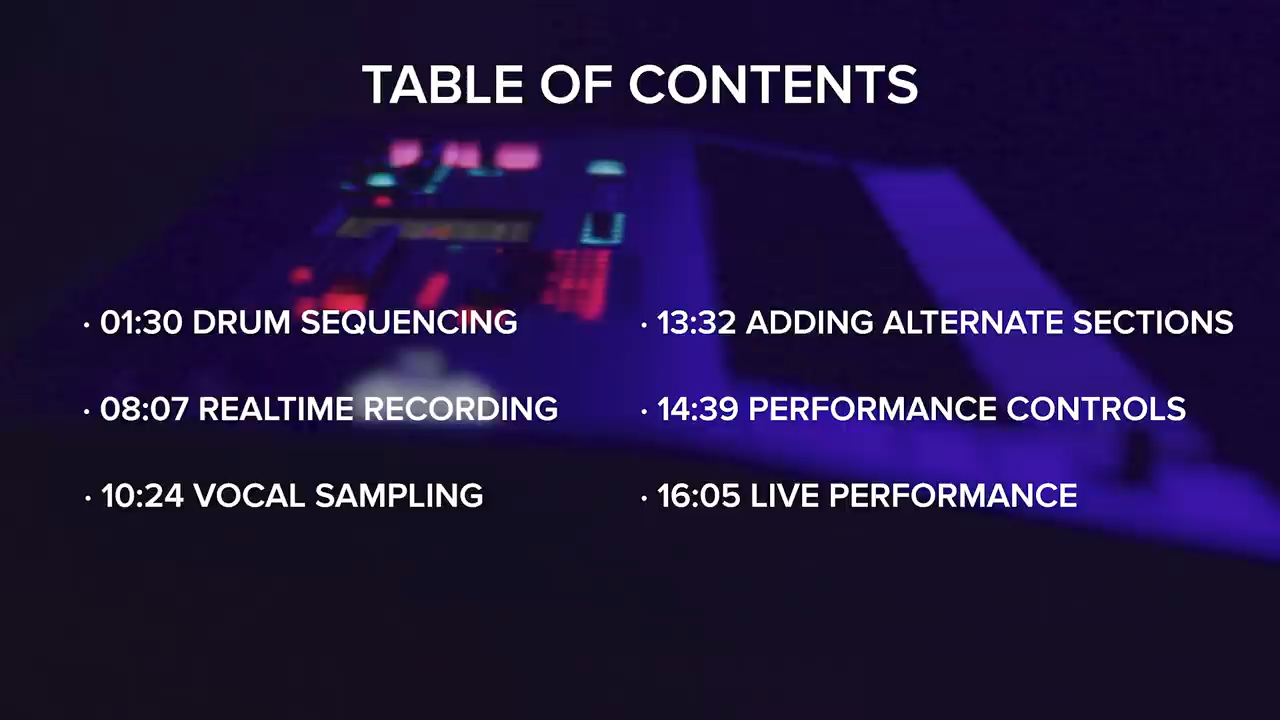 TABLE OF CONTENTS
· 01:30 DRUM SEQUENCING
· 08:07 REALTIME RECORDING
· 10:24 VOCAL SAMPLING
· 13:32 ADDING ALTERNATE SECTIONS
· 14:39 PERFORMANCE CONTROLS
· 16:05 LIVE PERFORMANCE